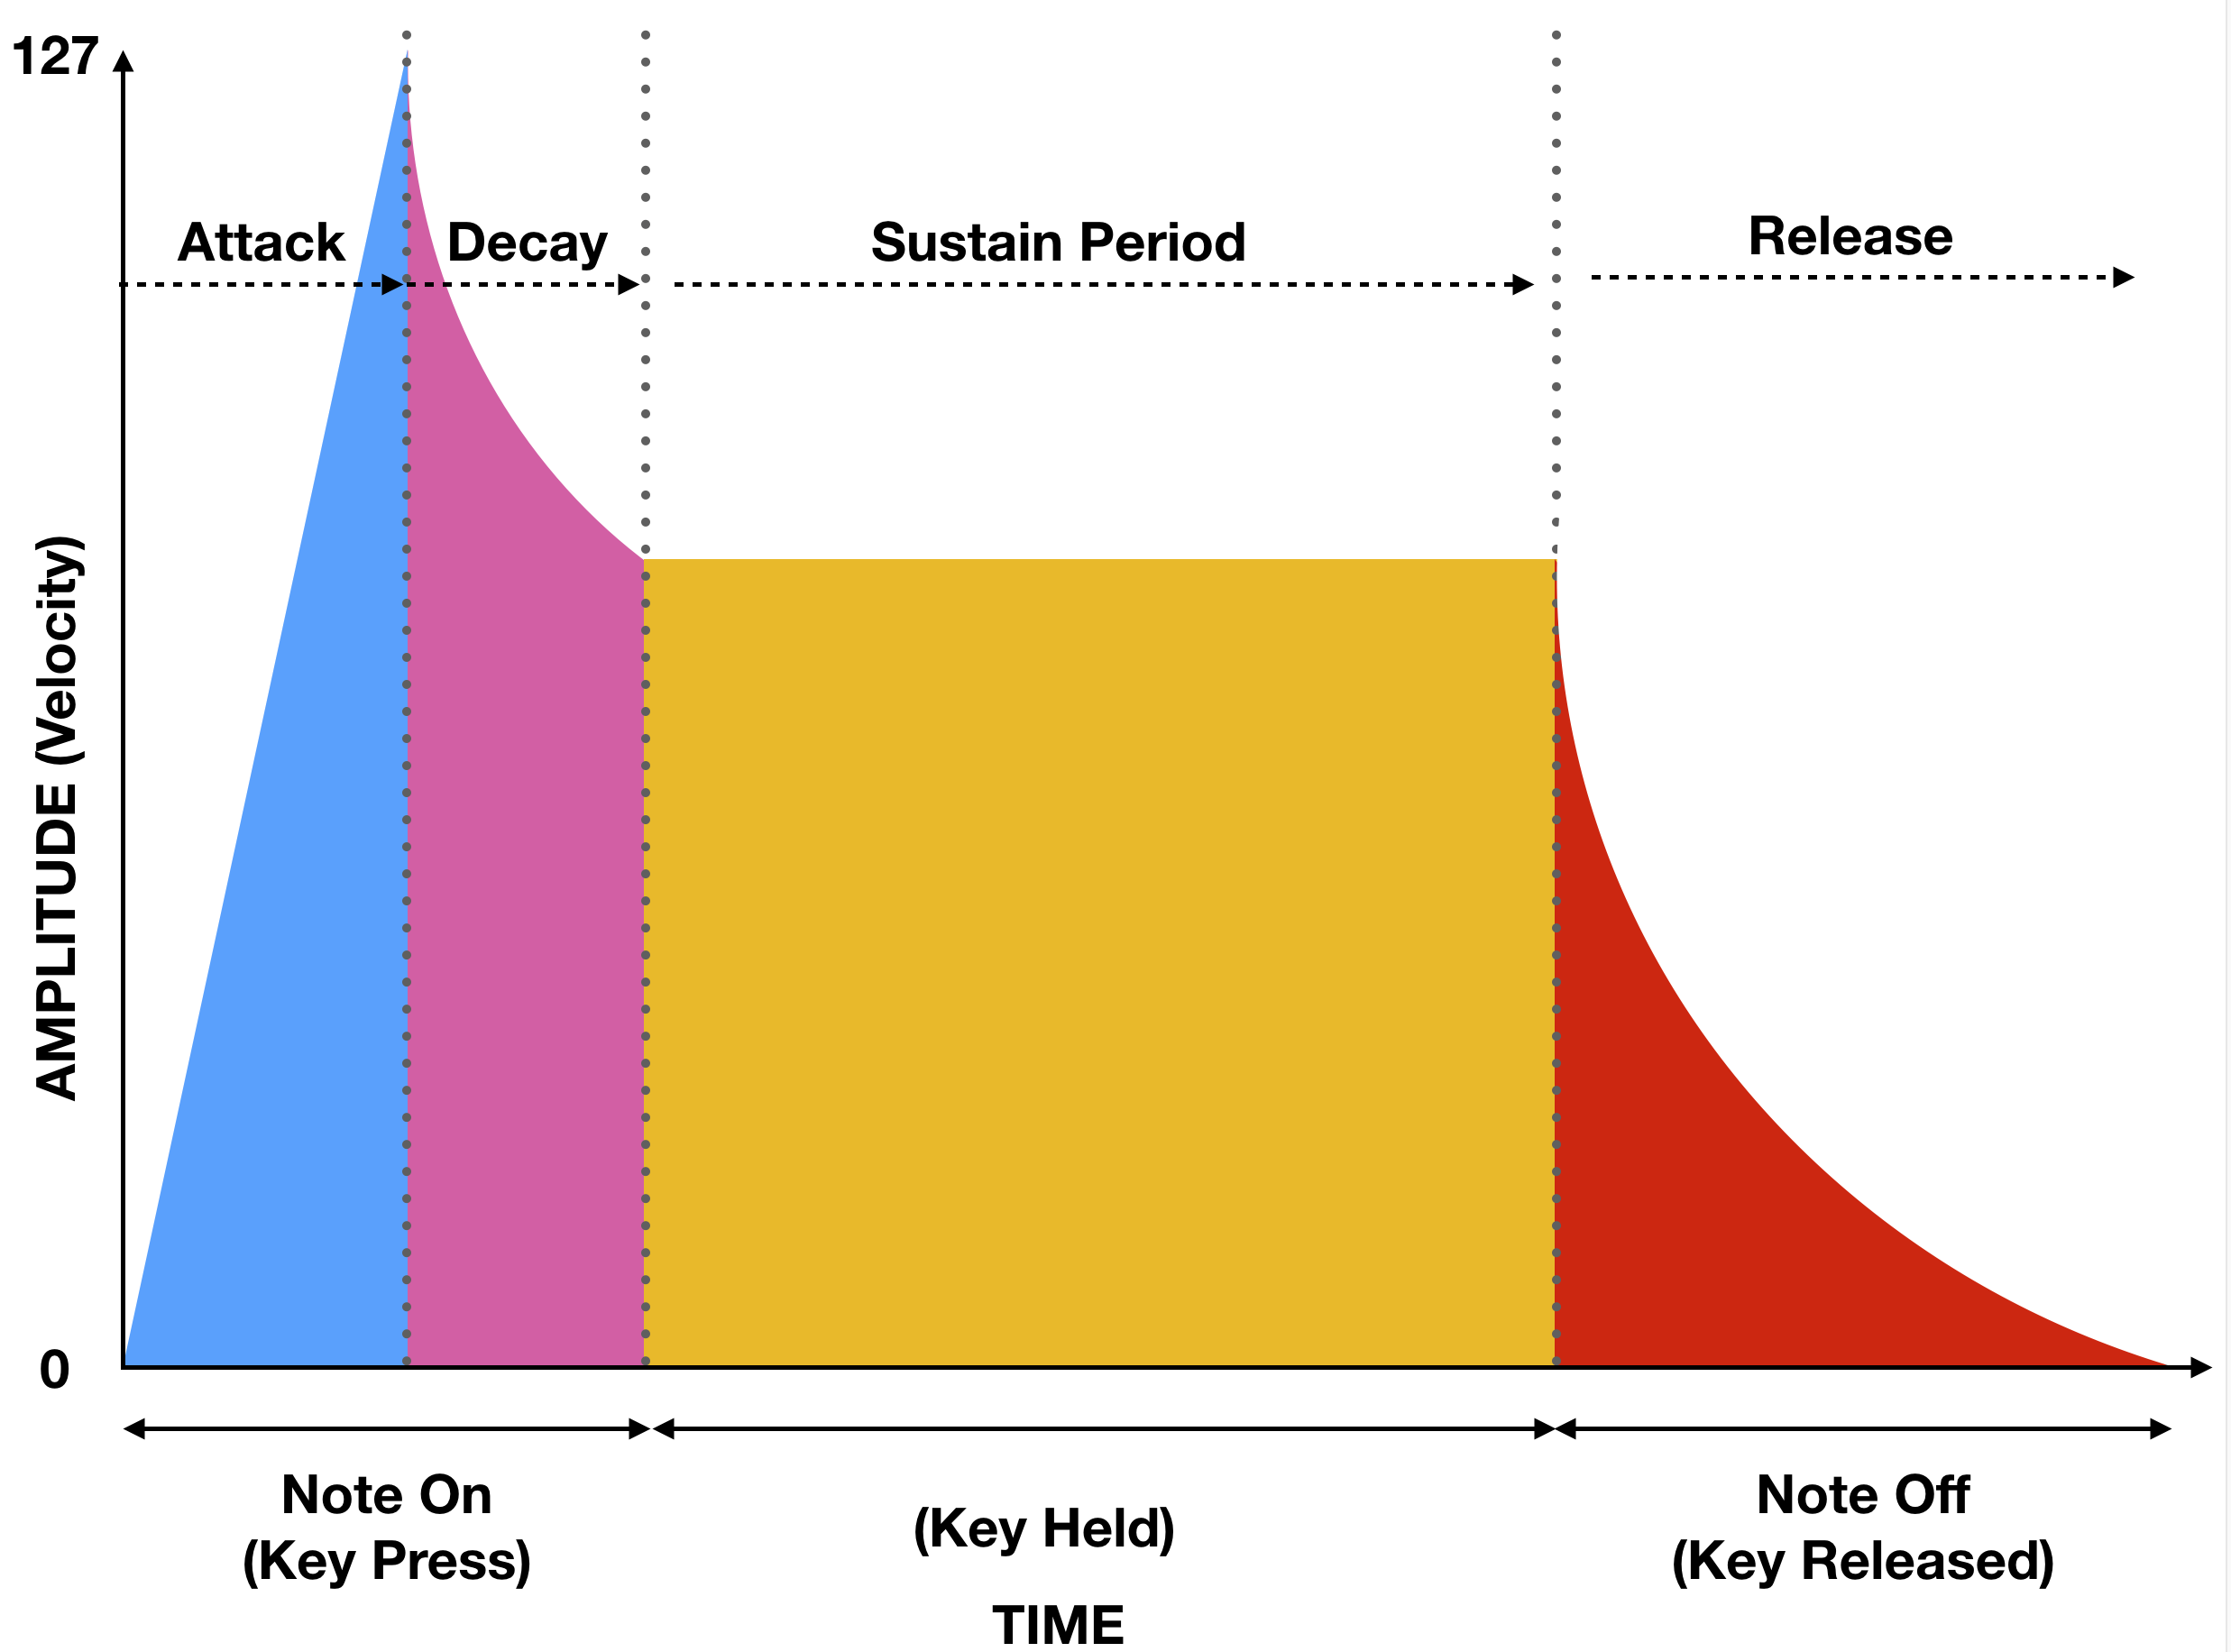 127
Attack
Decay
Sustain Period
Release
AMPLITUDE (Velocity)
0
Note On
(Key Press)
(Key Held)
Note Off
(Key Released)
TIME